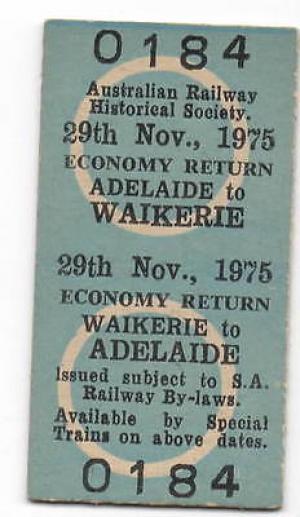 0184
Australian Railway
Historical Society.
29th Nov., 1975
ECONOMY RETURN
ADELAIDE to
WAIKERIE
29th Nov., 1975
ECONOMY RETURN
WAIKERIE to
ADELAIDE
Issued subject to S.A.
Railway By-laws.
Available by Special
Trains on above dates.
0184